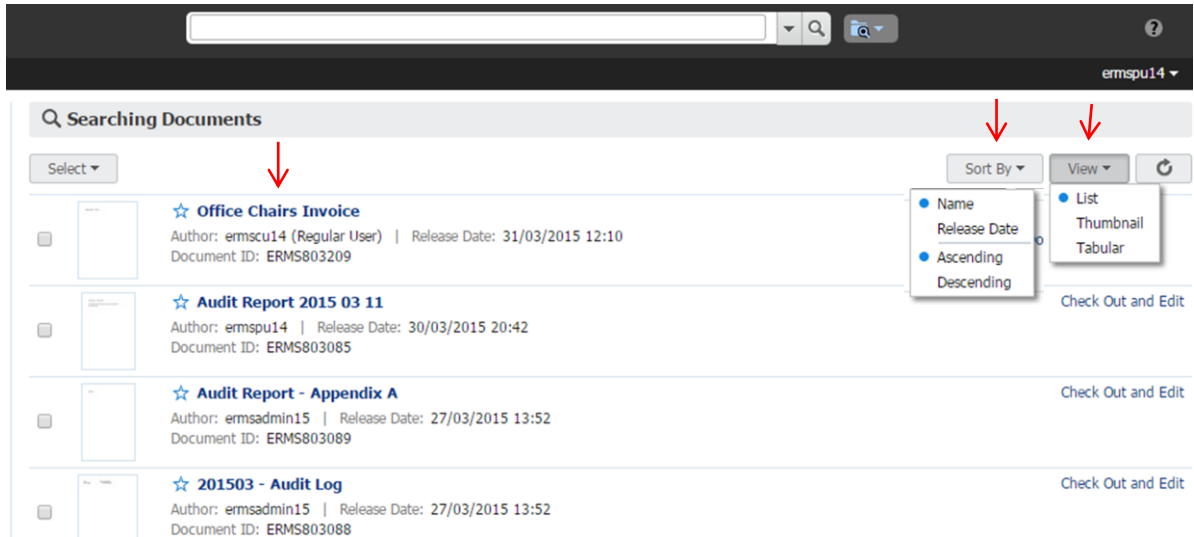 ermspu14
Searching Documents
Select
Sort By
View
Name
Release Date
Ascending
Descending
List
Thumbnail
Tabular
Office Chairs Invoice
Author: ermscu14 (Regular User) | Release Date: 31/03/2015 12:10
Document ID: ERMS803209
Audit Report 2015 03 11
Check Out and Edit
Author: ermspu14 | Release Date: 30/03/2015 20:42
Document ID: ERMS803085
Audit Report - Appendix A
Check Out and Edit
Author: ermsadmin15 | Release Date: 27/03/2015 13:52
Document ID: ERMS803089
201503 - Audit Log
Check Out and Edit
Author: ermsadmin15 | Release Date: 27/03/2015 13:52
Document ID: ERMS803088